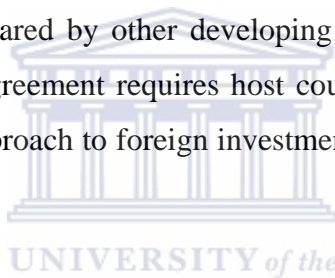 ared by other developing
greement requires host cou
proach to foreign investmen
UNIVERSITY of the